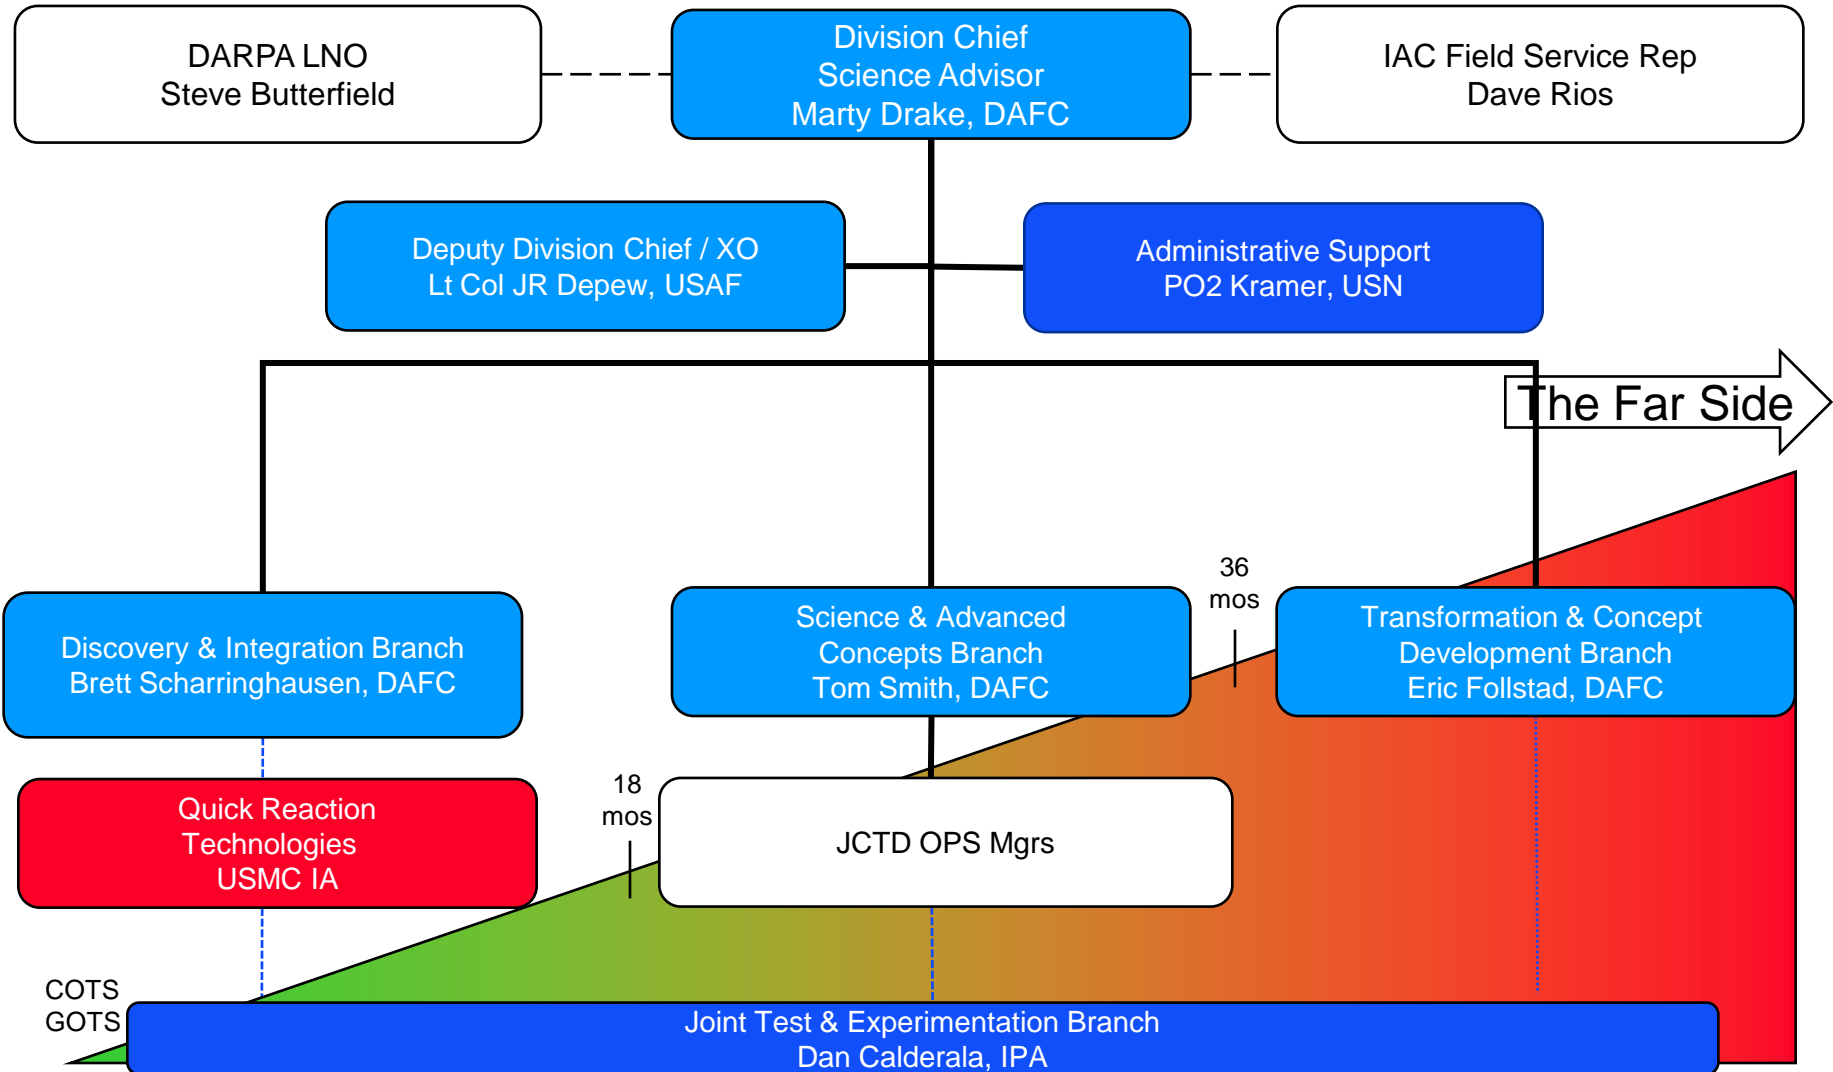 DARPA LNO
Steve Butterfield
Division Chief
Science Advisor
Marty Drake, DAFC
IAC Field Service Rep
Dave Rios
Deputy Division Chief / XO
Lt Col JR Depew, USAF
Administrative Support
PO2 Kramer, USN
The Far Side
Discovery & Integration Branch
Brett Scharringhausen, DAFC
Science & Advanced
Concepts Branch
Tom Smith, DAFC
36
mos
Transformation & Concept
Development Branch
Eric Follstad, DAFC
Quick Reaction
Technologies
USMC IA
18
mos
JCTD OPS Mgrs
COTS
GOTS
Joint Test & Experimentation Branch
Dan Calderala, IPA